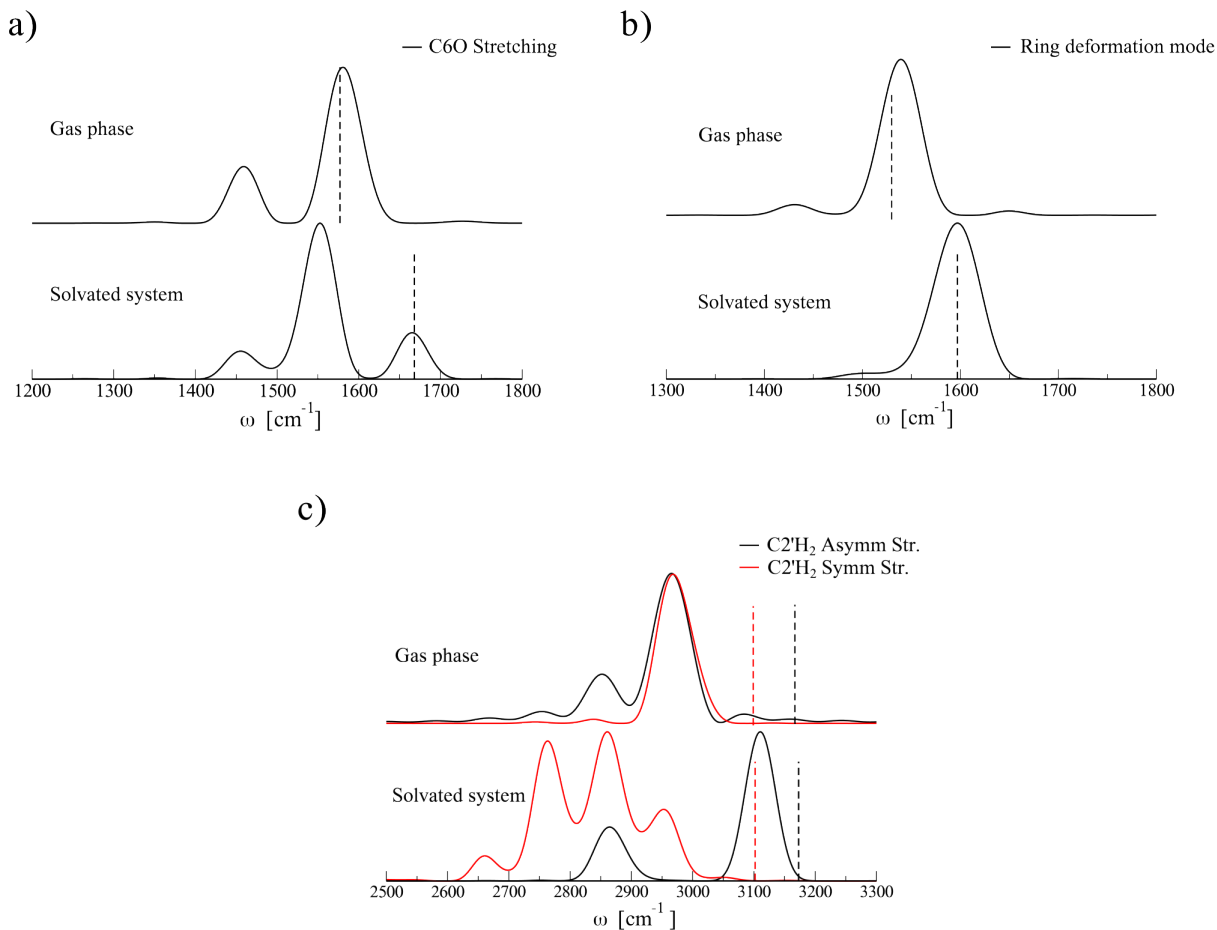 a)
— C6O Stretching
Gas phase
Solvated system
1200 1300 1400 1500 1600 1700 1800
ω [cm⁻¹]
b)
— Ring deformation mode
Gas phase
Solvated system
1300 1400 1500 1600 1700 1800
ω [cm⁻¹]
c)
— C2'H₂ Asymm Str.
— C2'H₂ Symm Str.
Gas phase
Solvated system
2500 2600 2700 2800 2900 3000 3100 3200 3300
ω [cm⁻¹]